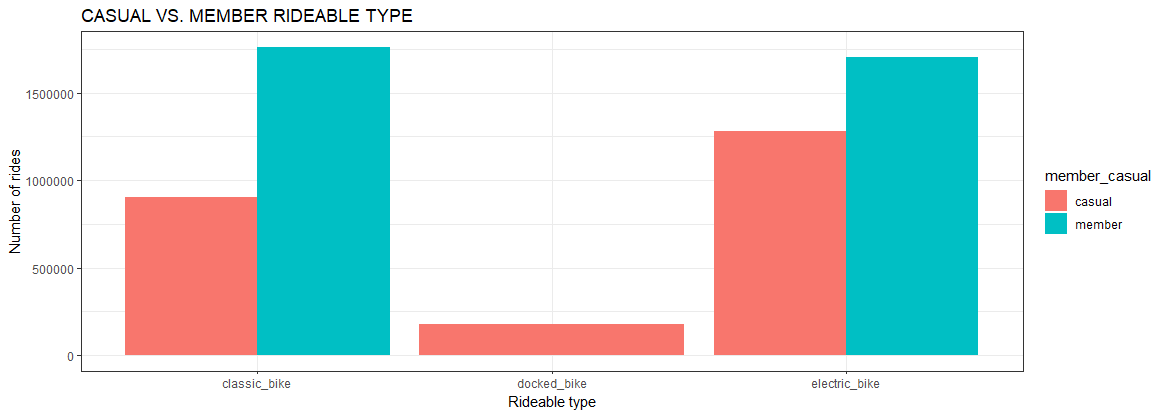 CASUAL VS. MEMBER RIDEABLE TYPE
Number of rides
1500000
1000000
500000
0
classic_bike
docked_bike
electric_bike
Rideable type
member_casual
casual
member